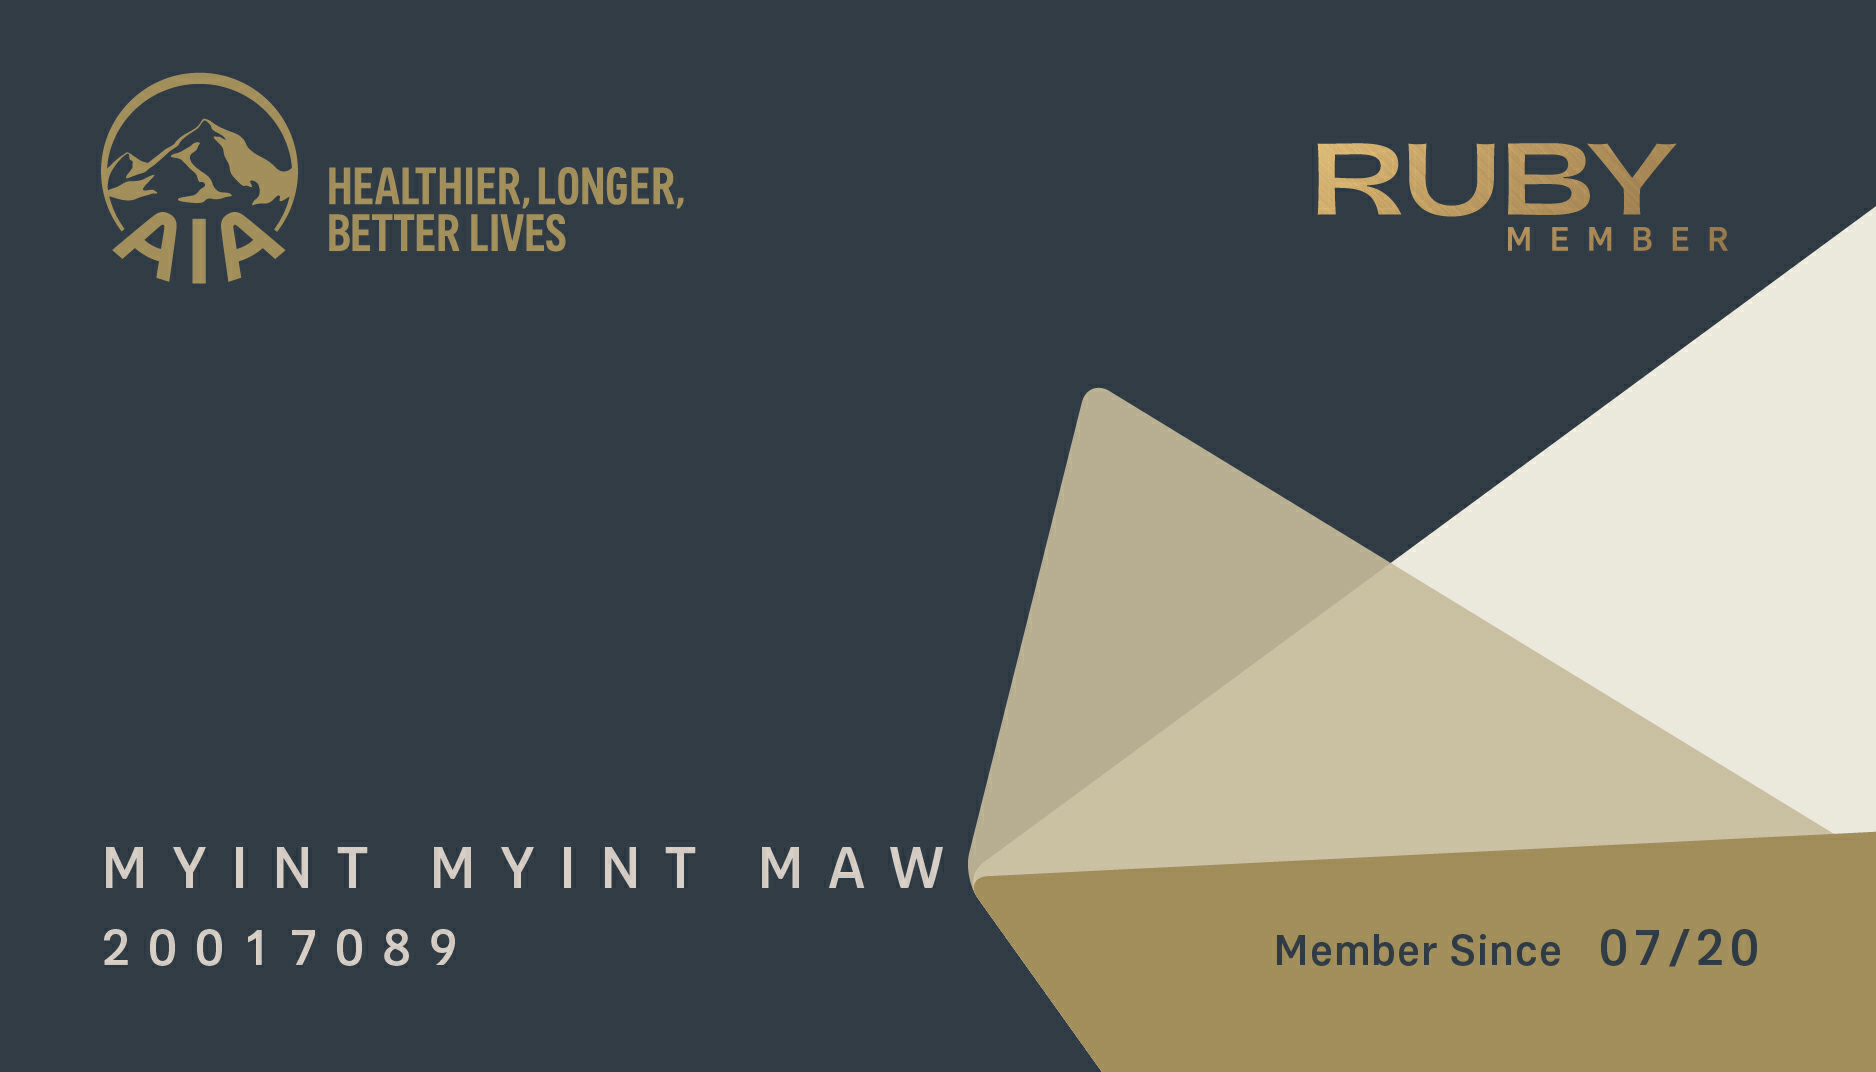 AIA
HEALTHIER, LONGER,
BETTER LIVES
RUBY
MEMBER
MYINT MYINT MAW
20017089
Member Since 07/20